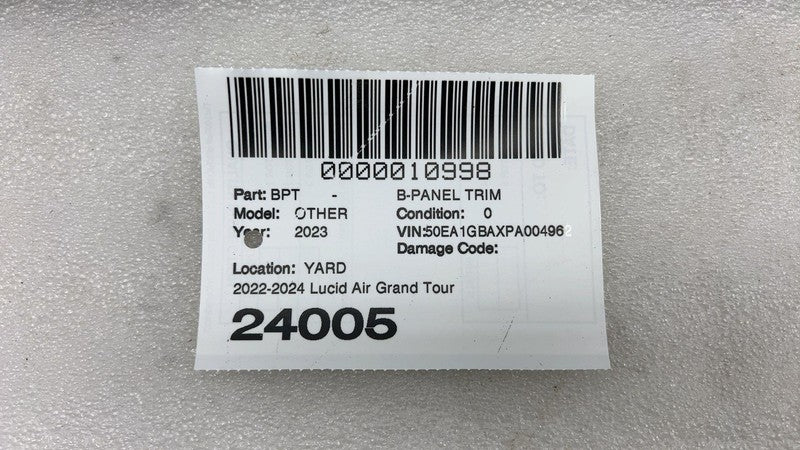 0000010998
Part: BPT - B-PANEL TRIM
Model: OTHER Condition: 0
Year: 2023 VIN:50EA1GBAXPA004962
Damage Code:
Location: YARD
2022-2024 Lucid Air Grand Tour
24005